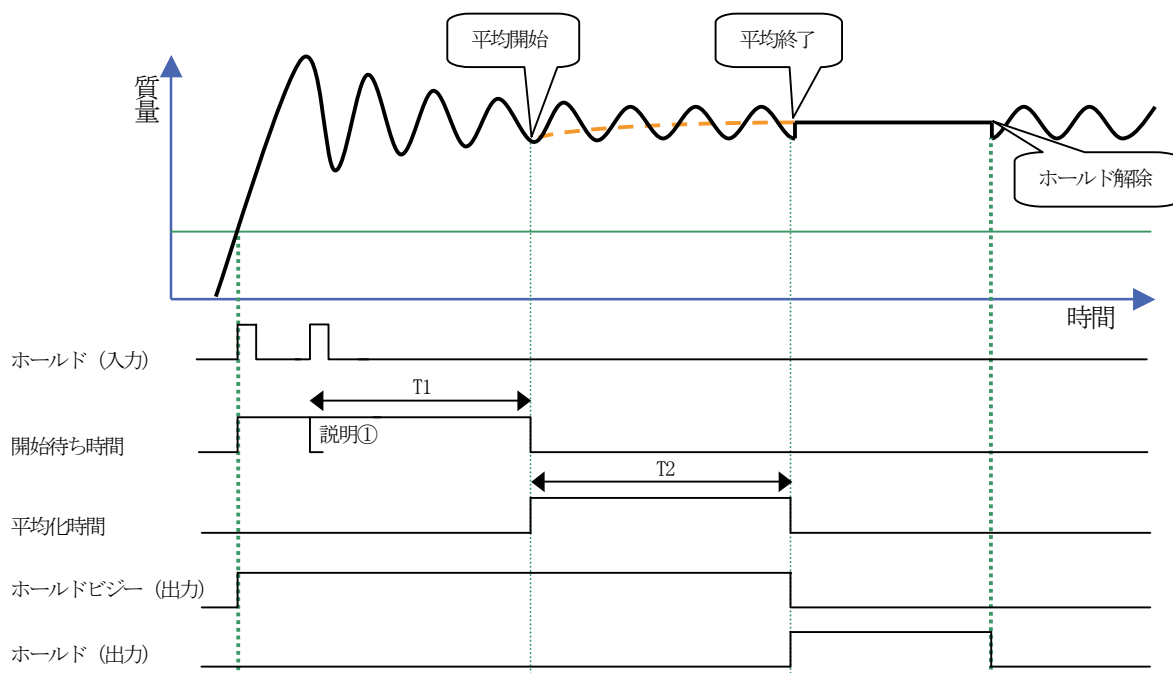 平均開始
平均終了
質量
ホールド解除
時間
ホールド（入力）
T1
開始待ち時間
説明①
T2
平均化時間
ホールドビジー（出力）
ホールド（出力）